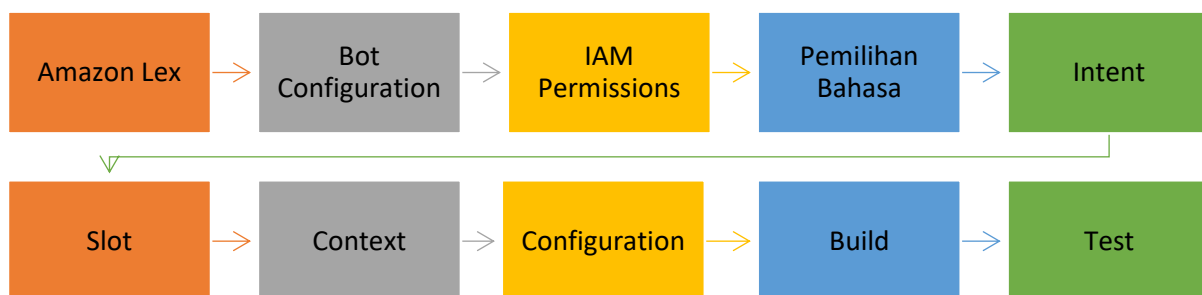 Amazon Lex
Bot
Configuration
IAM
Permissions
Pemilihan
Bahasa
Intent
Slot
Context
Configuration
Build
Test